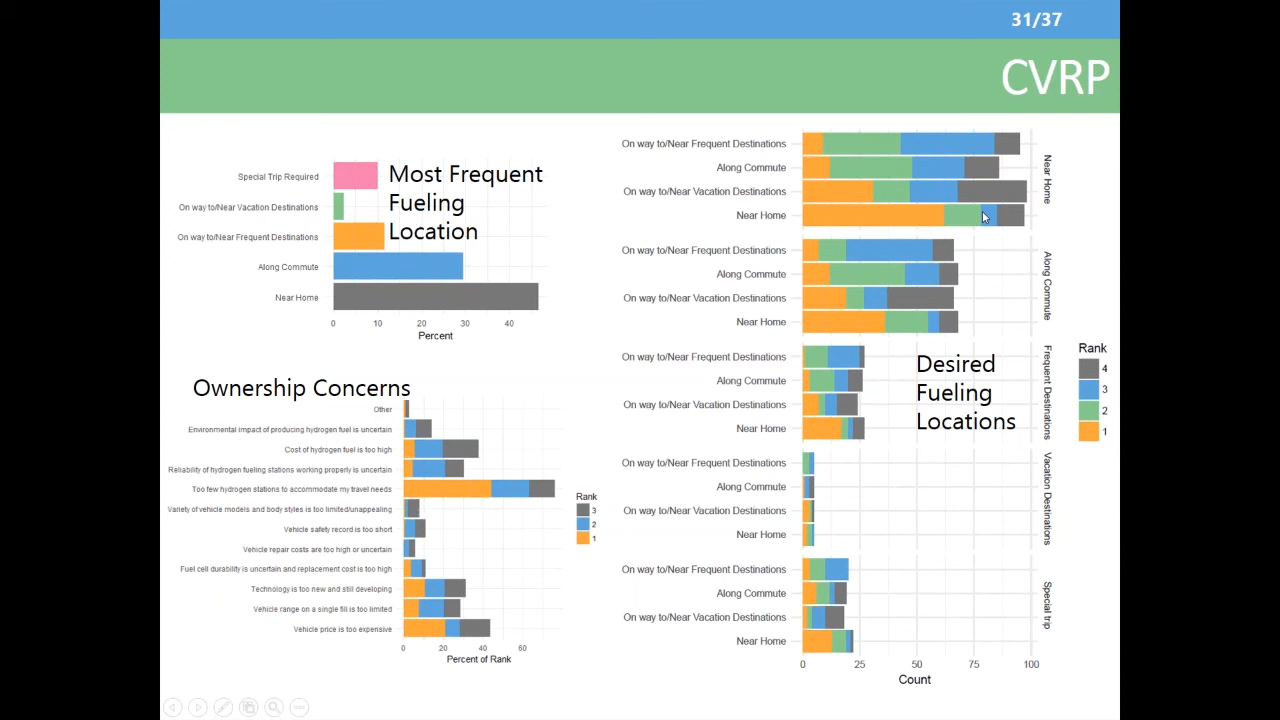 31/37
CVRP
Most Frequent
Fueling
Location
Special Trip Required
On way to/Near Vacation Destinations
On way to/Near Frequent Destinations
Along Commute
Near Home
0 10 20 30 40
Percent
Ownership Concerns
Other
Environmental impact of producing hydrogen fuel is uncertain
Cost of hydrogen fuel is too high
Reliability of hydrogen fueling stations working properly is uncertain
Too few hydrogen stations to accommodate my travel needs
Variety of vehicle models and body styles is too limited/unappealing
Vehicle safety record is too short
Vehicle repair costs are too high or uncertain
Fuel cell durability is uncertain and replacement cost is too high
Technology is too new and still developing
Vehicle range on a single fill is too limited
Vehicle price is too expensive
0 20 40 60
Percent of Rank
Rank
3
2
1
On way to/Near Frequent Destinations
Along Commute
On way to/Near Vacation Destinations
Near Home
Near Home
On way to/Near Frequent Destinations
Along Commute
On way to/Near Vacation Destinations
Near Home
Along Commute
On way to/Near Frequent Destinations
Along Commute
On way to/Near Vacation Destinations
Near Home
Frequent Destinations
Desired
Fueling
Locations
On way to/Near Frequent Destinations
Along Commute
On way to/Near Vacation Destinations
Near Home
Vacation Destinations
On way to/Near Frequent Destinations
Along Commute
On way to/Near Vacation Destinations
Near Home
Special trip
0 25 50 75 100
Count
Rank
4
3
2
1